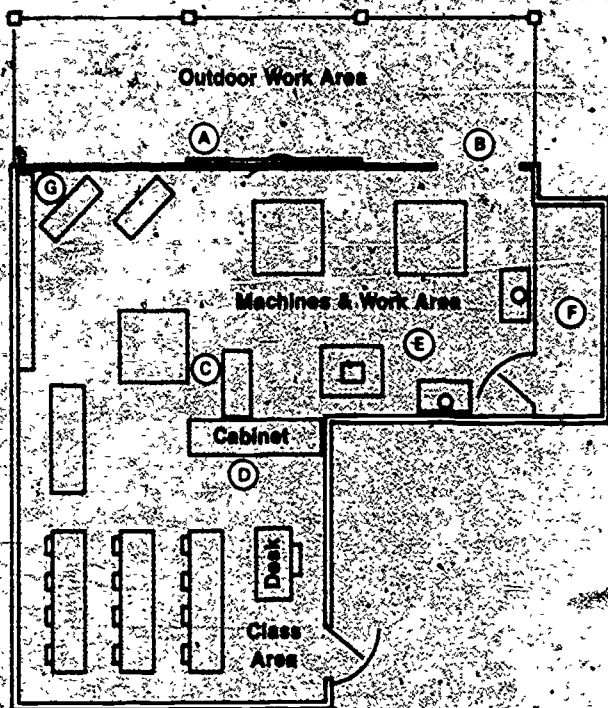 Outdoor Work Area
A
B
G
Machines & Work Area
F
E
C
Cabinet
D
Desk
Class
Area